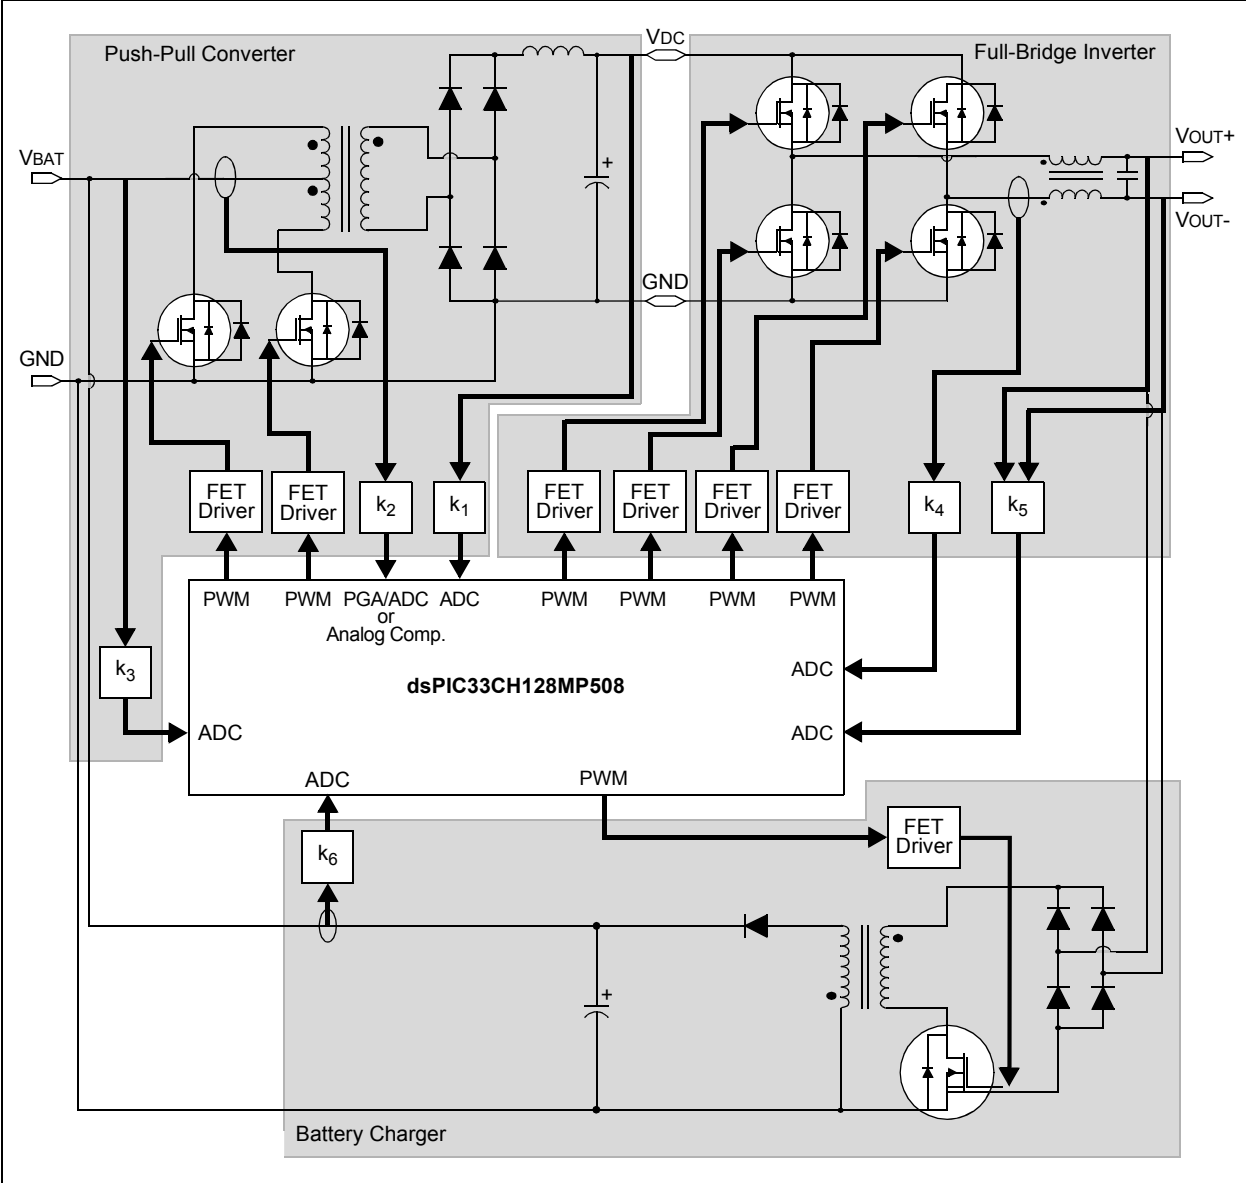 Push-Pull Converter
VDC
Full-Bridge Inverter
VBAT
+
VOUT+
VOUT-
GND
GND
FET
Driver
FET
Driver
k2
k1
FET
Driver
FET
Driver
FET
Driver
FET
Driver
k4
k5
PWM
PWM
PGA/ADC
or
Analog Comp.
ADC
PWM
PWM
PWM
PWM
k3
dsPIC33CH128MP508
ADC
ADC
ADC
ADC
PWM
k6
FET
Driver
+
Battery Charger